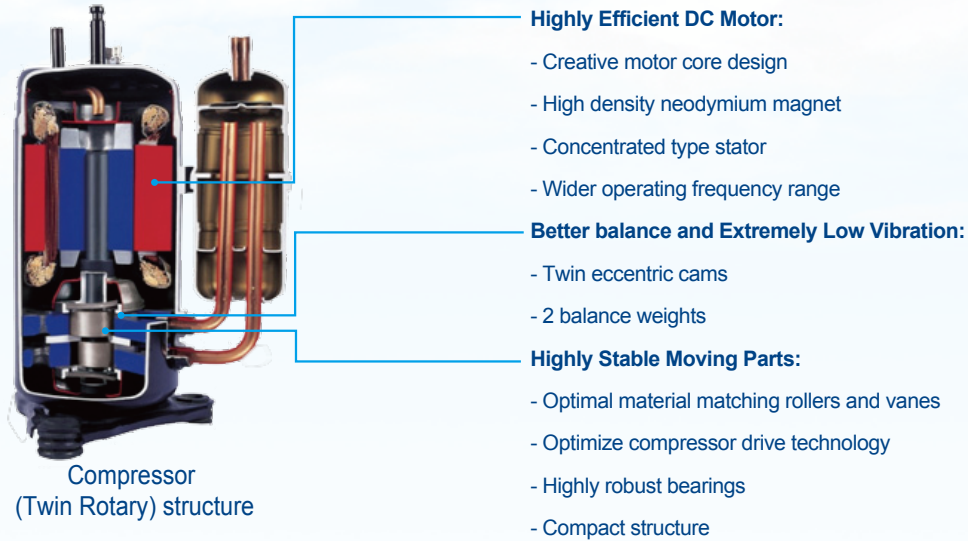 Highly Efficient DC Motor:
- Creative motor core design
- High density neodymium magnet
- Concentrated type stator
- Wider operating frequency range
Better balance and Extremely Low Vibration:
- Twin eccentric cams
- 2 balance weights
Highly Stable Moving Parts:
- Optimal material matching rollers and vanes
- Optimize compressor drive technology
- Highly robust bearings
- Compact structure
Compressor
(Twin Rotary) structure